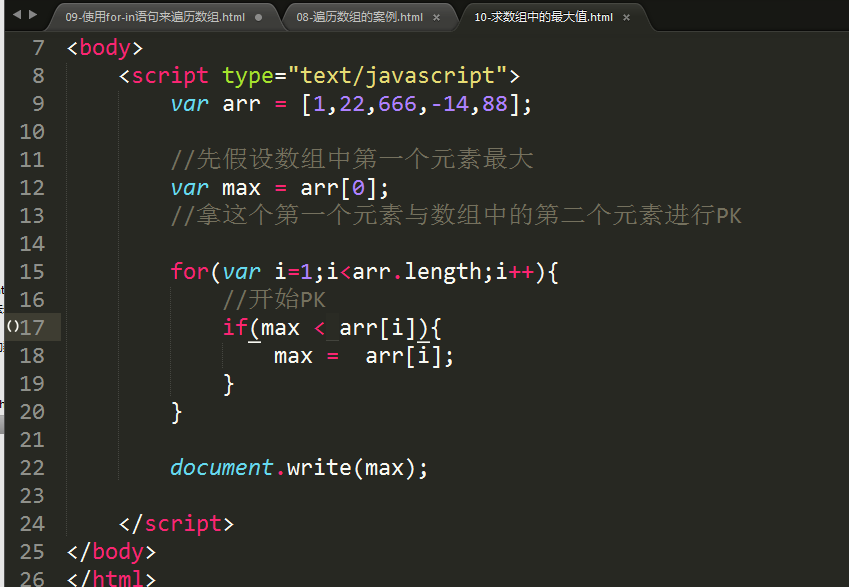 09-使用for-in语句来遍历数组.html 08-遍历数组的案例.html × 10-求数组中的最大值.html ×
7 <body>
8 <script type="text/javascript">
9 var arr = [1,22,666,-14,88];
10
11 //先假设数组中第一个元素最大
12 var max = arr[0];
13 //拿这个第一个元素与数组中的第二个元素进行PK
14
15 for(var i=1;i<arr.length;i++){
16 //开始PK
()17 if(max < arr[i]){
18 max =  arr[i];
19 }
20 }
21
22 document.write(max);
23
24 </script>
25 </body>
26 </html>